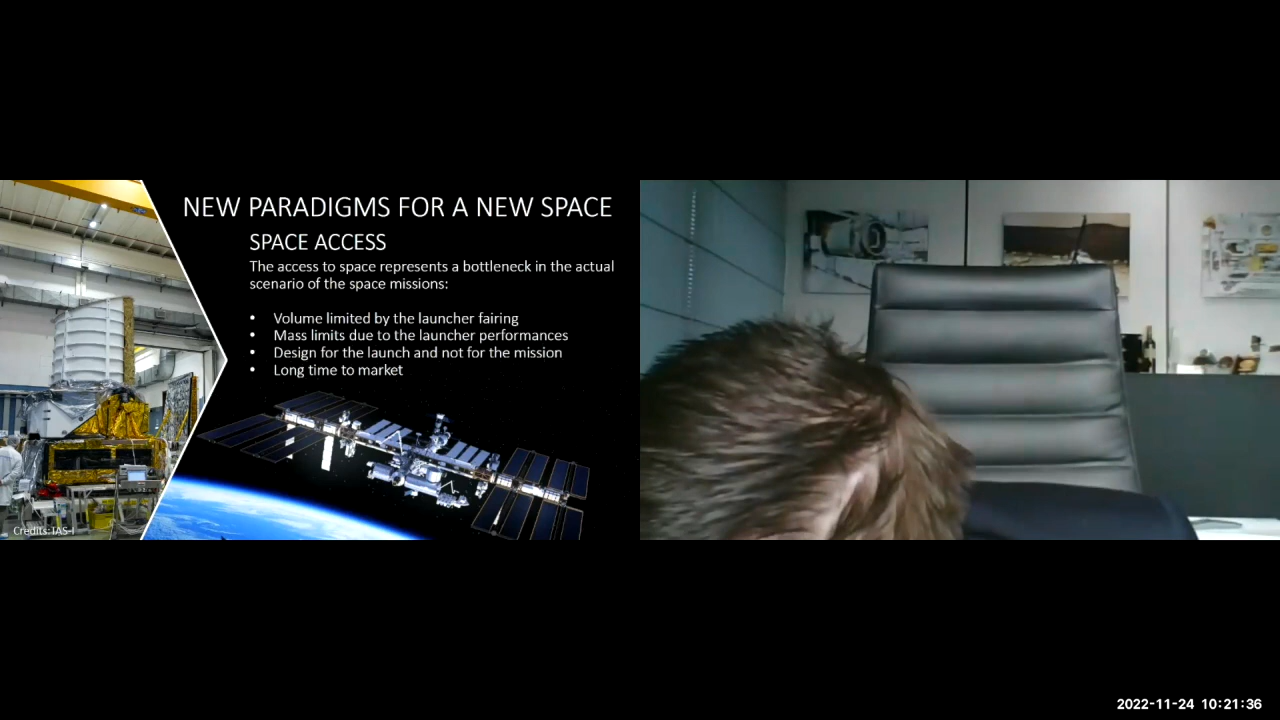 NEW PARADIGMS FOR A NEW SPACE
SPACE ACCESS
The access to space represents a bottleneck in the actual
scenario of the space missions:
• Volume limited by the launcher fairing
• Mass limits due to the launcher performances
• Design for the launch and not for the mission
• Long time to market
Credits: IAS-I
2022-11-24 10:21:36